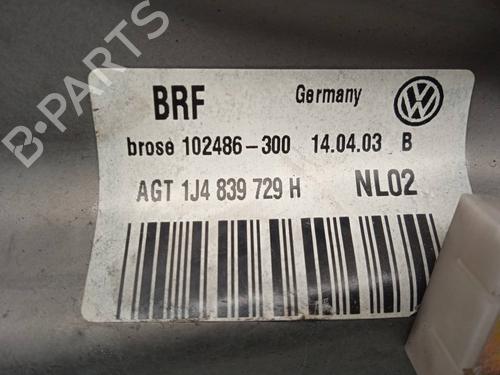 BRF Germany
brose 102486-300 14.04.03 B
AGT 1J4 839 729 H NL02
B-PARTS